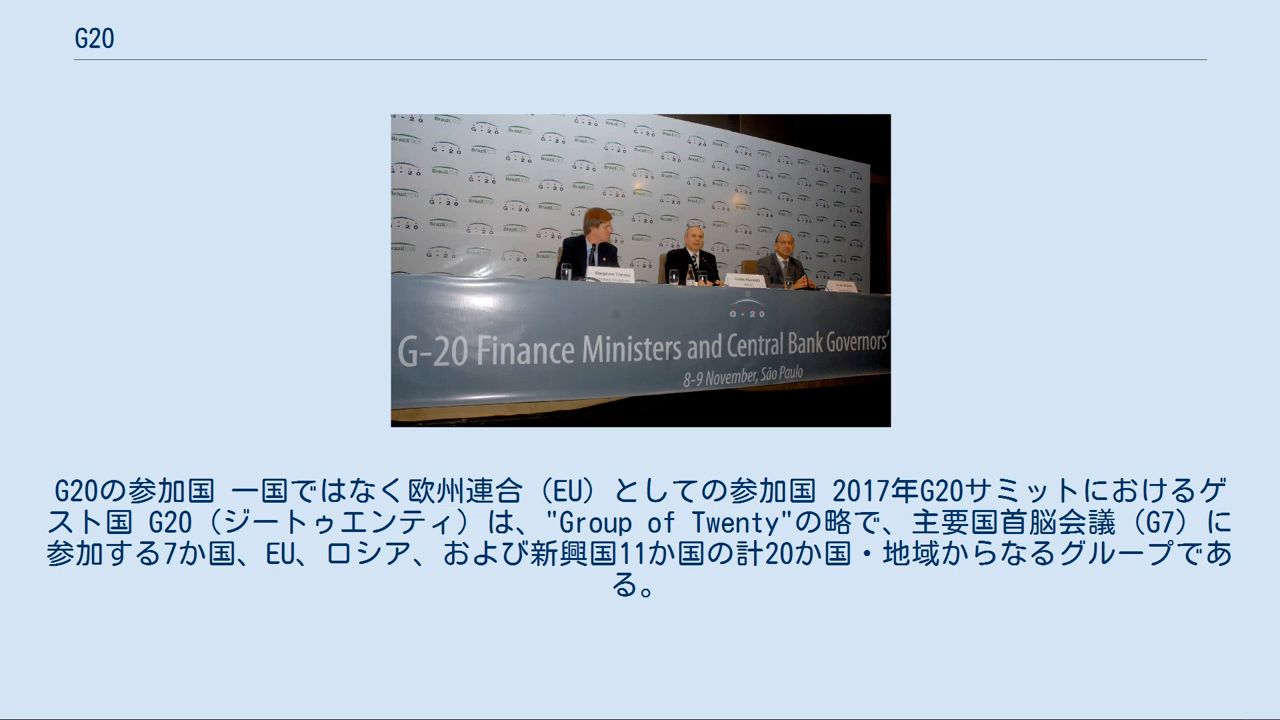 G20
G-20 Finance Ministers and Central Bank Governors'
8-9 November, São Paulo
G-20
G20の参加国 一国ではなく欧州連合（EU）としての参加国 2017年G20サミットにおけるゲ
スト国 G20（ジートゥエンティ）は、"Group of Twenty"の略で、主要国首脳会議（G7）に
参加する7か国、EU、ロシア、および新興国11か国の計20か国・地域からなるグループであ
る。